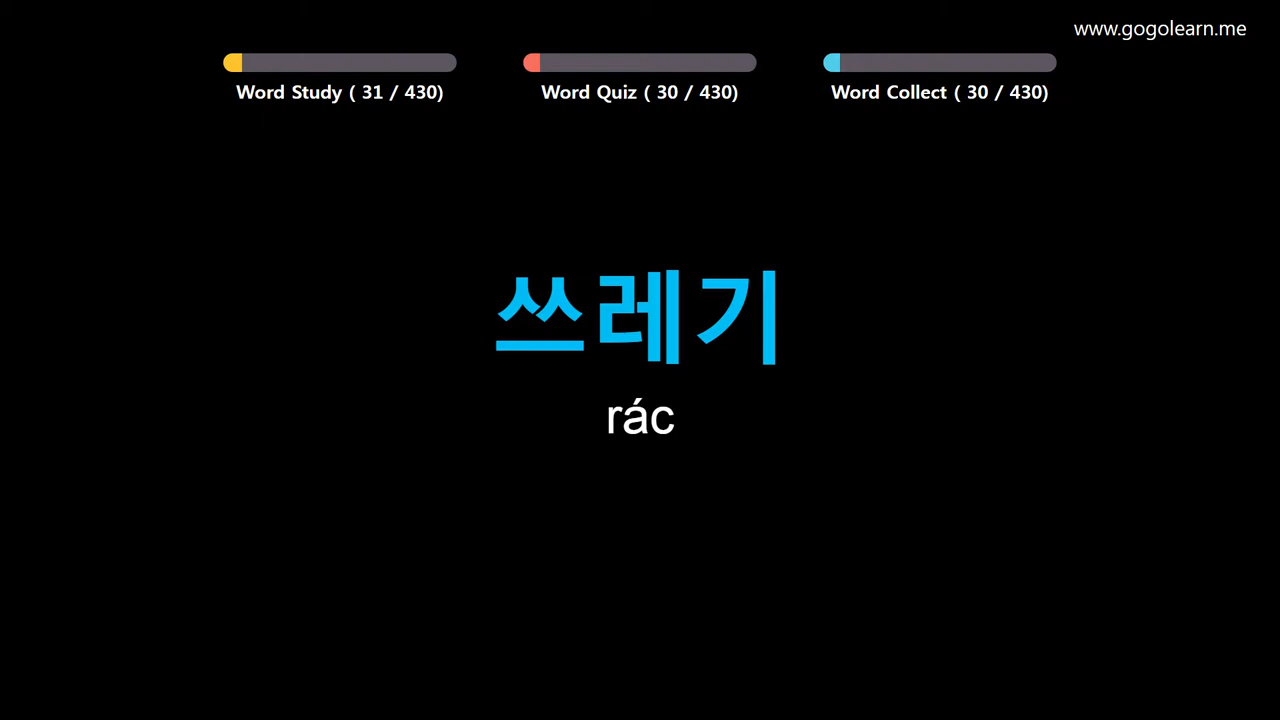 www.gogolearn.me
Word Study ( 31 / 430)
Word Quiz ( 30 / 430)
Word Collect ( 30 / 430)
쓰레기
rác